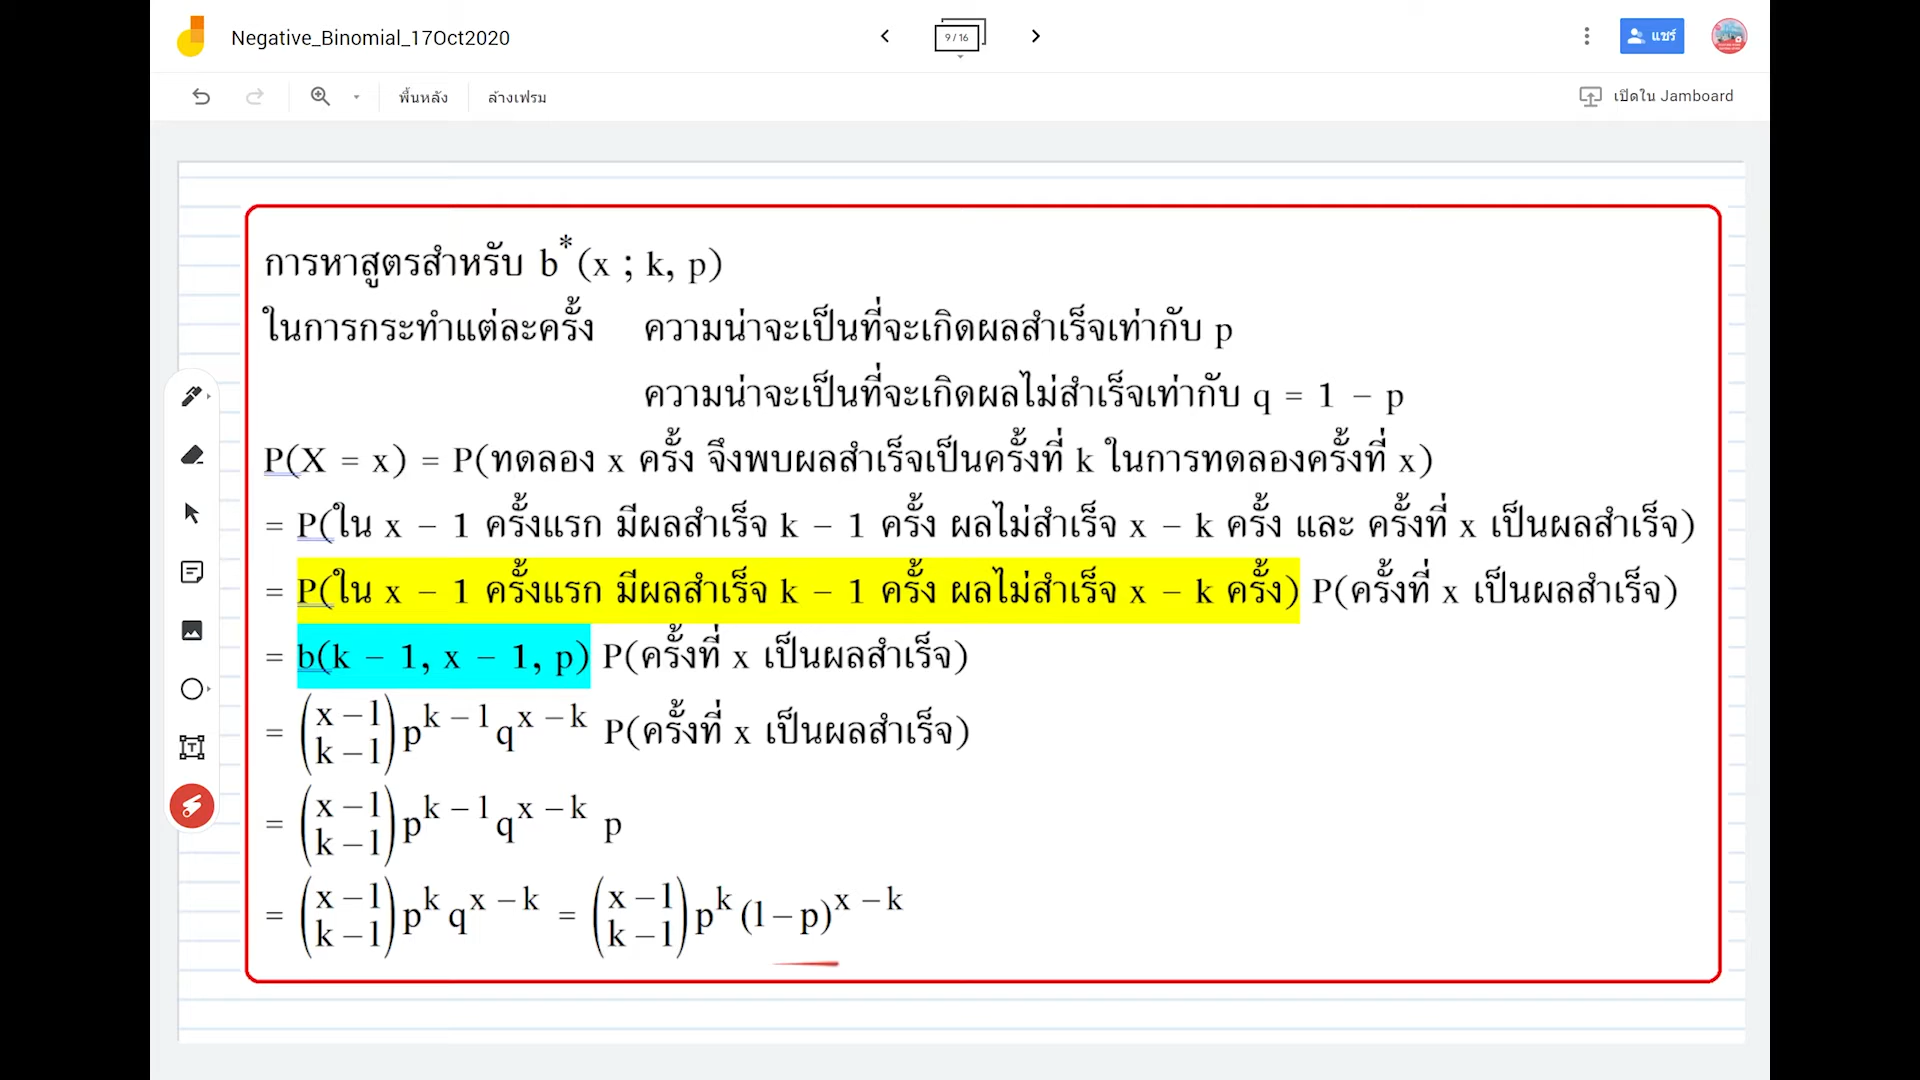 Negative_Binomial_17Oct2020
9 / 16
แชร์
พื้นหลัง
ล้างเฟรม
เปิดใน Jamboard
การหาสูตรสำหรับ b*(x ; k, p)
ในการกระทำแต่ละครั้ง ความน่าจะเป็นที่จะเกิดผลสำเร็จเท่ากับ p
ความน่าจะเป็นที่จะเกิดผลไม่สำเร็จเท่ากับ q = 1 − p
P(X = x) = P(ทดลอง x ครั้ง จึงพบผลสำเร็จเป็นครั้งที่ k ในการทดลองครั้งที่ x)
= P(ใน x − 1 ครั้งแรก มีผลสำเร็จ k − 1 ครั้ง ผลไม่สำเร็จ x − k ครั้ง และ ครั้งที่ x เป็นผลสำเร็จ)
= P(ใน x − 1 ครั้งแรก มีผลสำเร็จ k − 1 ครั้ง ผลไม่สำเร็จ x − k ครั้ง) P(ครั้งที่ x เป็นผลสำเร็จ)
= b(k − 1, x − 1, p) P(ครั้งที่ x เป็นผลสำเร็จ)
= (x − 1 k − 1) p^{k − 1} q^{x − k} P(ครั้งที่ x เป็นผลสำเร็จ)
= (x − 1 k − 1) p^{k − 1} q^{x − k} p
= (x − 1 k − 1) p^k q^{x − k} = (x − 1 k − 1) p^k (1 − p)^{x − k}